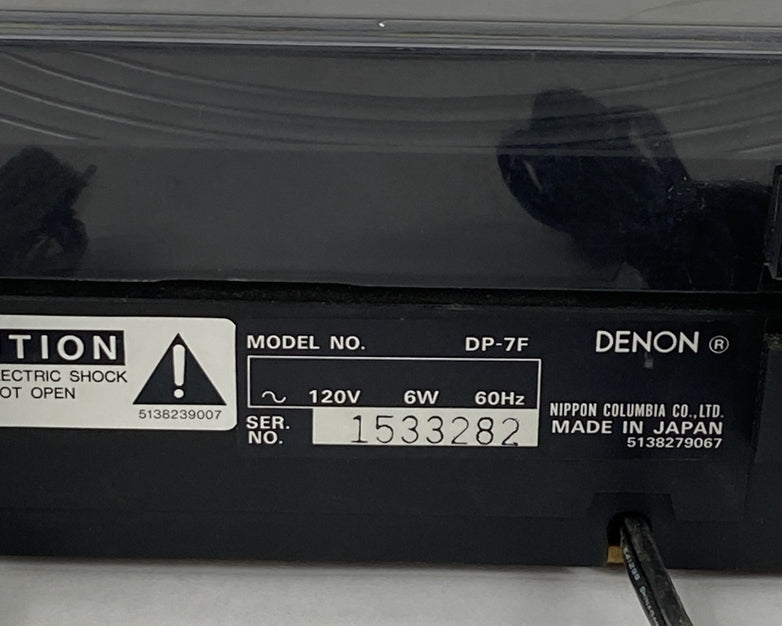 TION
ECTRIC SHOCK
OT OPEN
5138239007
MODEL NO. DP-7F
~ 120V 6W 60Hz
SER. NO. 1533282
DENON ®
NIPPON COLUMBIA CO.,LTD.
MADE IN JAPAN
5138279067